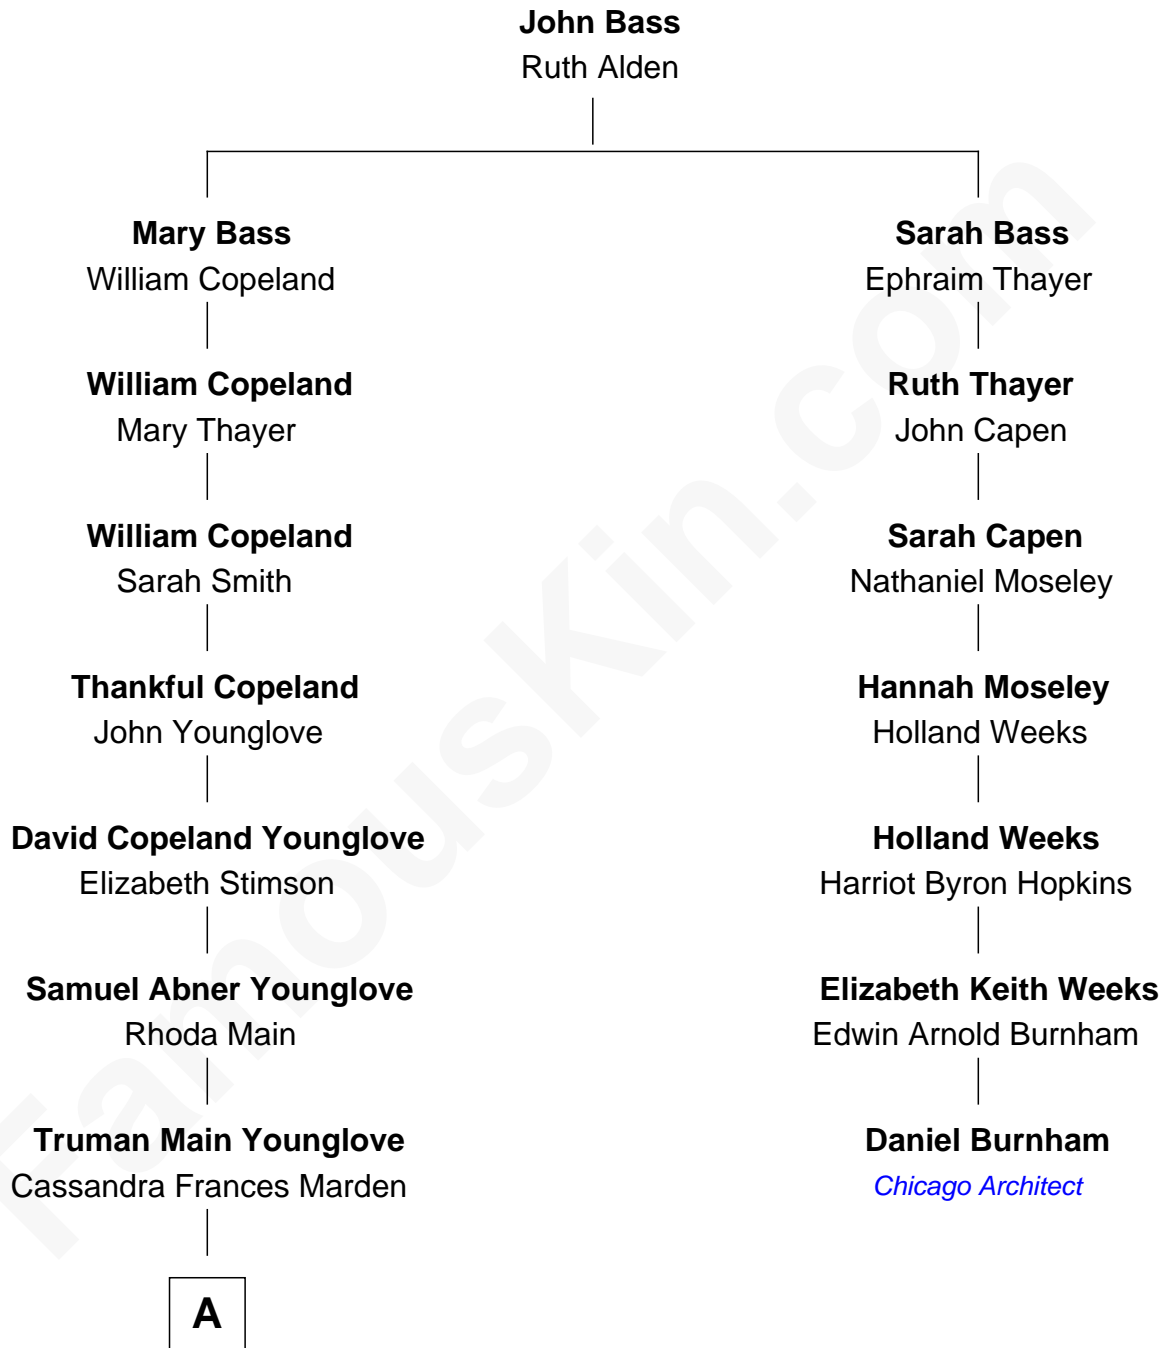 John Bass
Ruth Alden
Mary Bass
William Copeland
Sarah Bass
Ephraim Thayer
William Copeland
Mary Thayer
Ruth Thayer
John Capen
William Copeland
Sarah Smith
Sarah Capen
Nathaniel Moseley
Thankful Copeland
John Younglove
Hannah Moseley
Holland Weeks
David Copeland Younglove
Elizabeth Stimson
Holland Weeks
Harriot Byron Hopkins
Samuel Abner Younglove
Rhoda Main
Elizabeth Keith Weeks
Edwin Arnold Burnham
Truman Main Younglove
Cassandra Frances Marden
Daniel Burnham
Chicago Architect
A
FamousKin.com